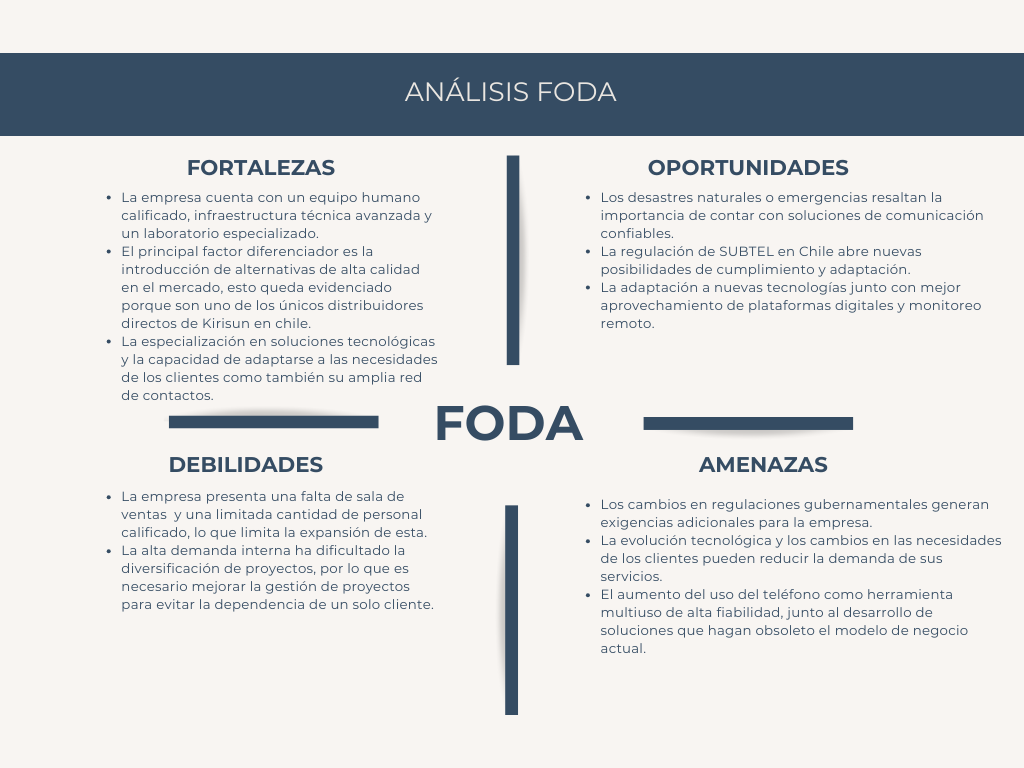 ANÁLISIS FODA
FORTALEZAS
• La empresa cuenta con un equipo humano
calificado, infraestructura técnica avanzada y
un laboratorio especializado.
• El principal factor diferenciador es la
introducción de alternativas de alta calidad
en el mercado, esto queda evidenciado
porque son uno de los únicos distribuidores
directos de Kirisun en chile.
• La especialización en soluciones tecnológicas
y la capacidad de adaptarse a las necesidades
de los clientes como también su amplia red
de contactos.
OPORTUNIDADES
• Los desastres naturales o emergencias resaltan la
importancia de contar con soluciones de comunicación
confiables.
• La regulación de SUBTEL en Chile abre nuevas
posibilidades de cumplimiento y adaptación.
• La adaptación a nuevas tecnologías junto con mejor
aprovechamiento de plataformas digitales y monitoreo
remoto.
FODA
DEBILIDADES
• La empresa presenta una falta de sala de
ventas  y una limitada cantidad de personal
calificado, lo que limita la expansión de esta.
• La alta demanda interna ha dificultado la
diversificación de proyectos, por lo que es
necesario mejorar la gestión de proyectos
para evitar la dependencia de un solo cliente.
AMENAZAS
• Los cambios en regulaciones gubernamentales generan
exigencias adicionales para la empresa.
• La evolución tecnológica y los cambios en las necesidades
de los clientes pueden reducir la demanda de sus
servicios.
• El aumento del uso del teléfono como herramienta
multiuso de alta fiabilidad, junto al desarrollo de
soluciones que hagan obsoleto el modelo de negocio
actual.